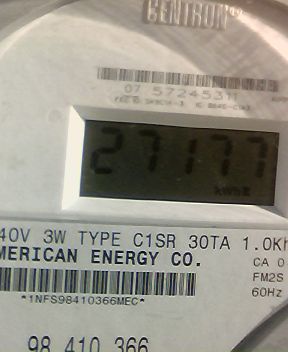 CENTRON
07 57245311
27177
kWh
40V 3W TYPE C1SR 30TA 1.0Kh
MERICAN ENERGY CO.
CA 0
FM2S
60Hz
*1NFS98410366MEC*
98 410 366